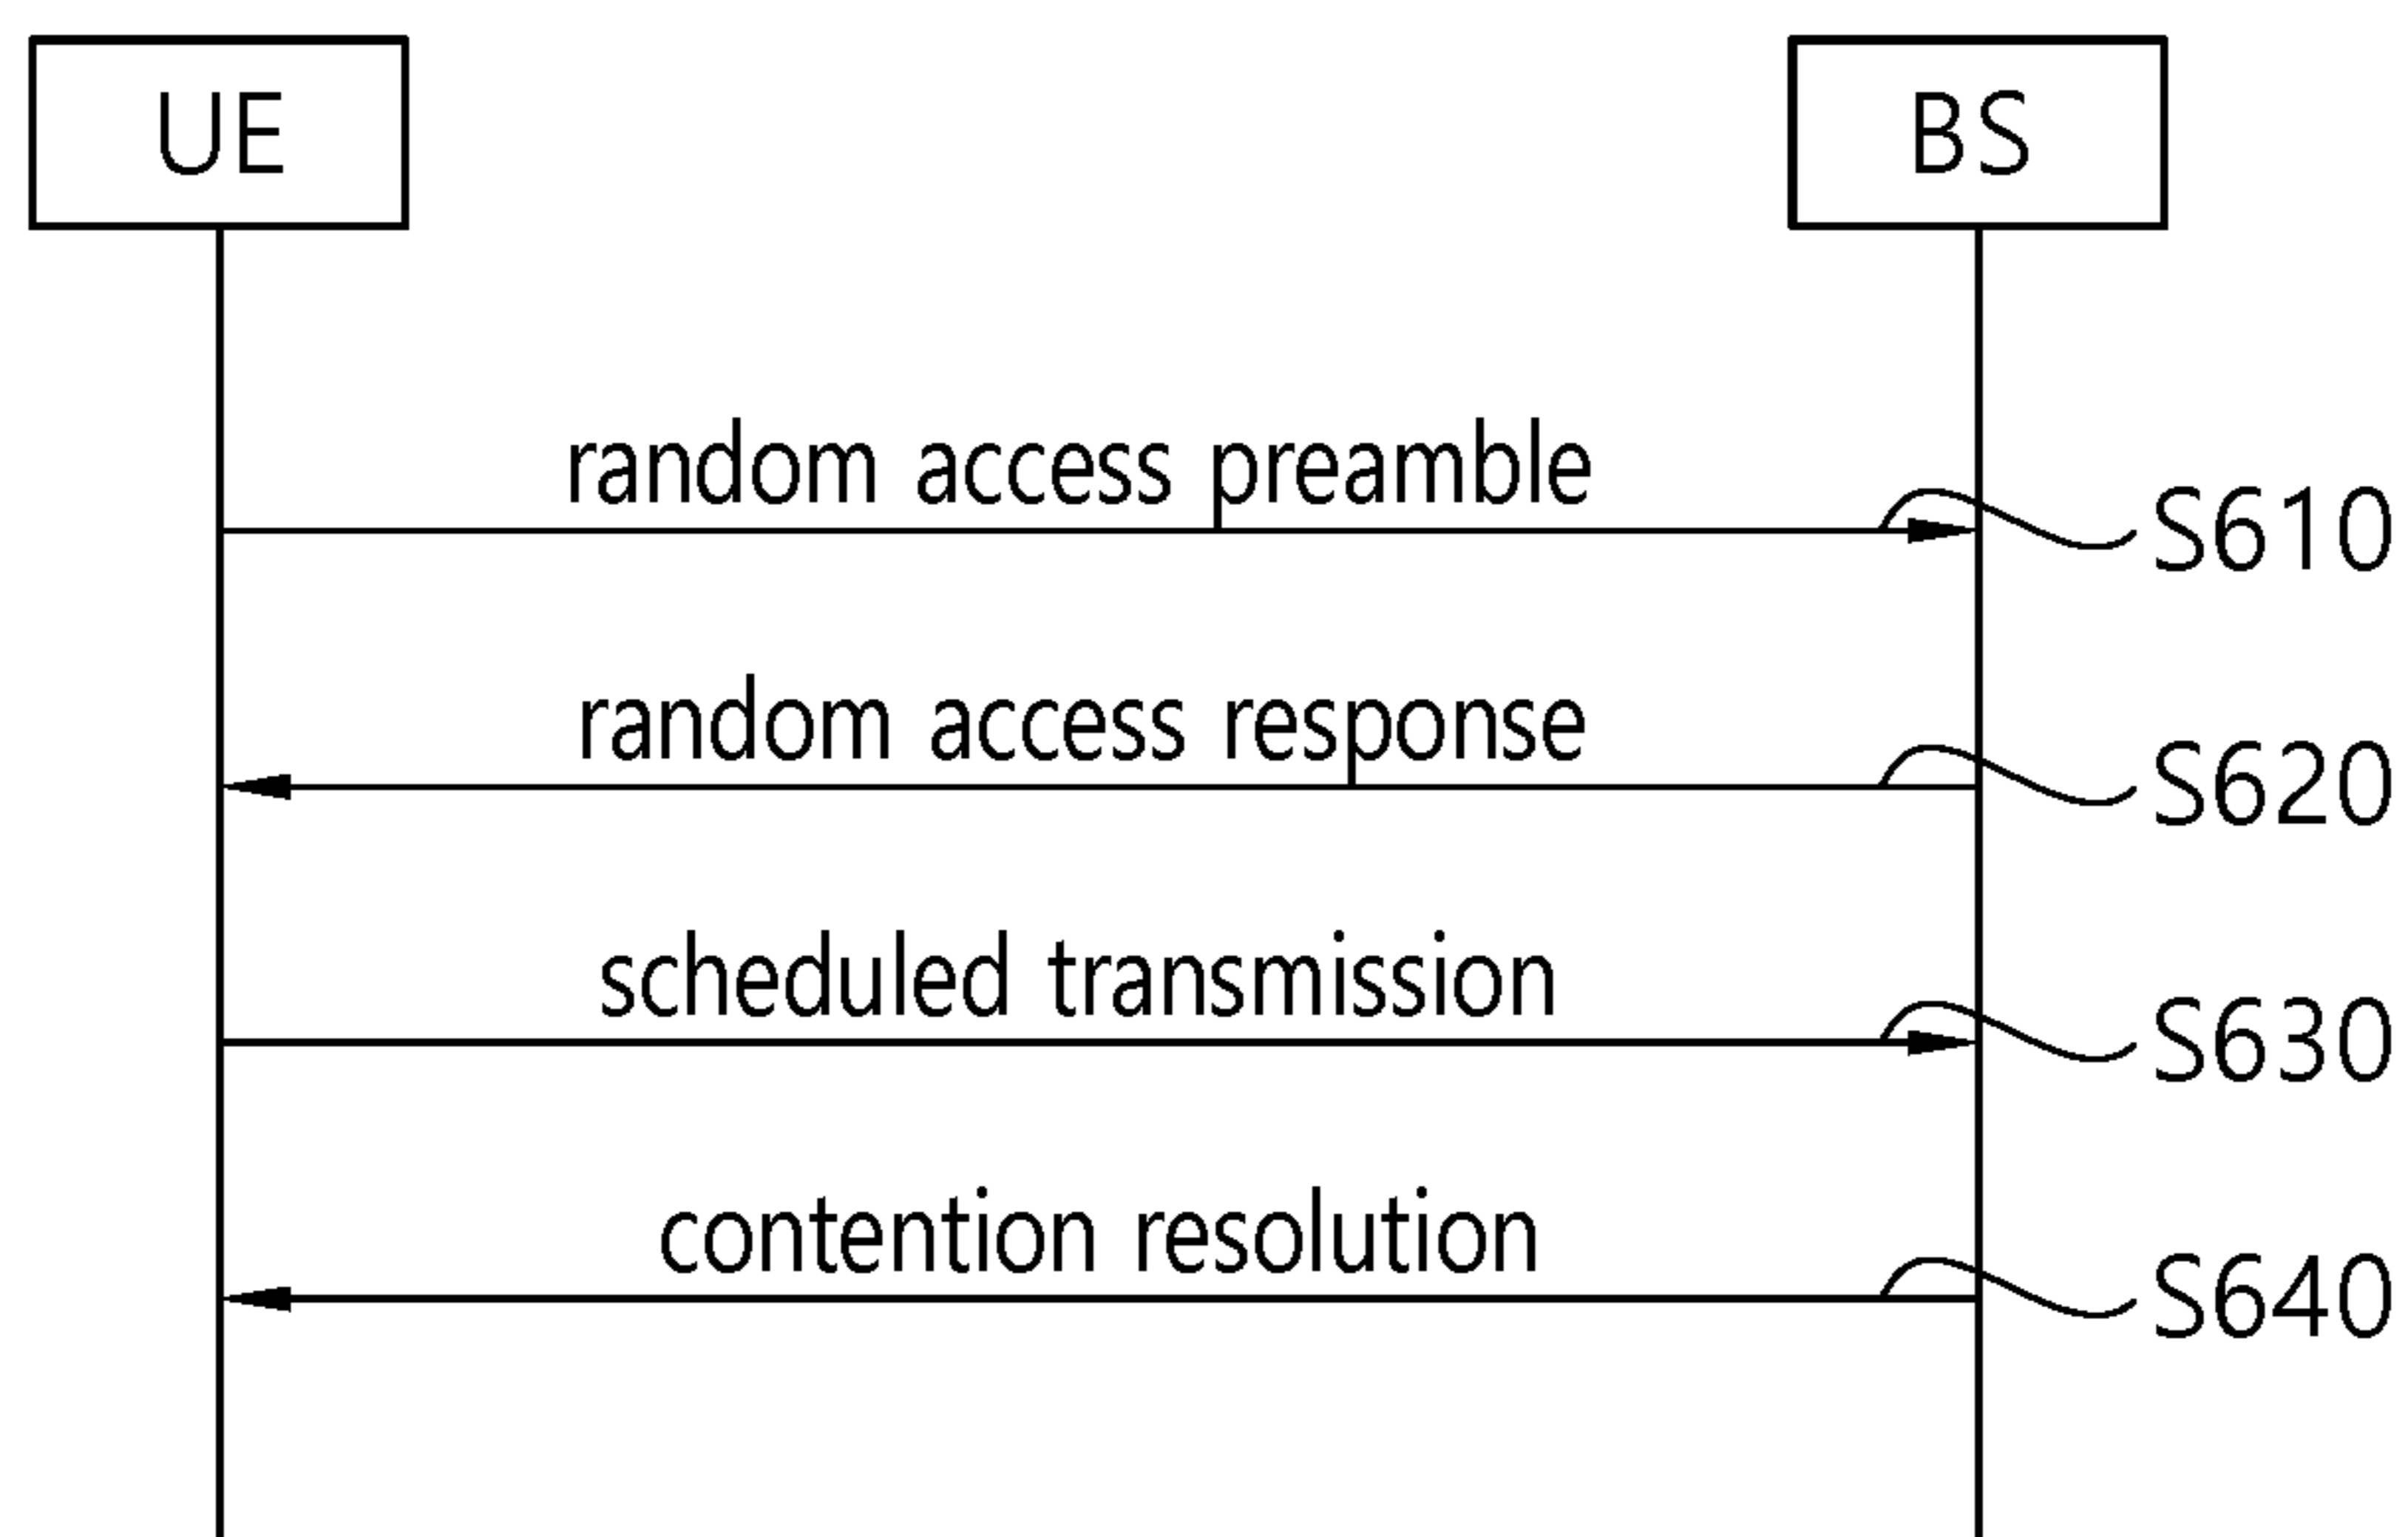 UE BS
random access preamble S610
random access response S620
scheduled transmission S630
contention resolution S640